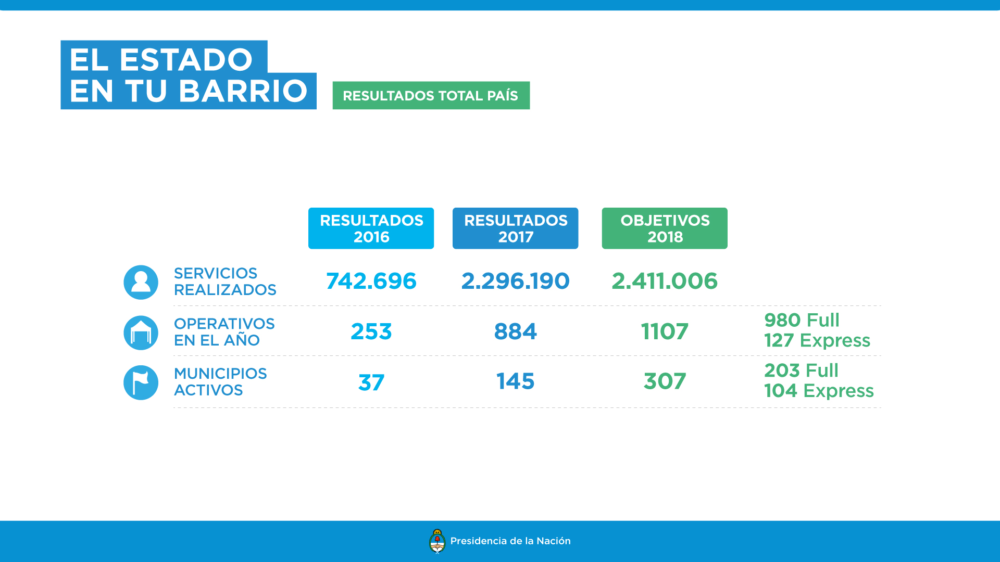 EL ESTADO
EN TU BARRIO
RESULTADOS TOTAL PAÍS
RESULTADOS
2016
RESULTADOS
2017
OBJETIVOS
2018
SERVICIOS
REALIZADOS
742.696
2.296.190
2.411.006
OPERATIVOS
EN EL AÑO
253
884
1107
980 Full
127 Express
MUNICIPIOS
ACTIVOS
37
145
307
203 Full
104 Express
Presidencia de la Nación